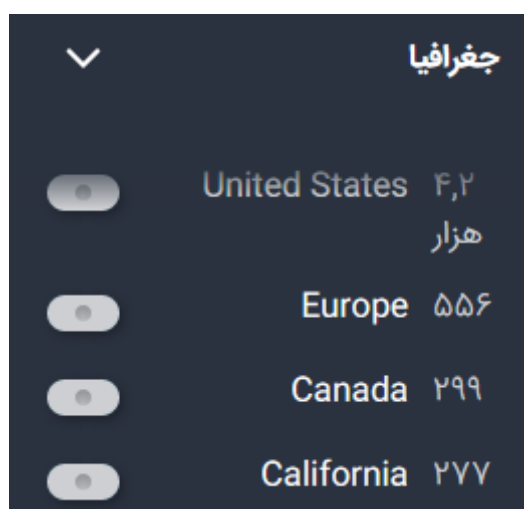 جغرافیا
۴,۲ United States
هزار
۵۵۶ Europe
۲۹۹ Canada
۲۷۷ California